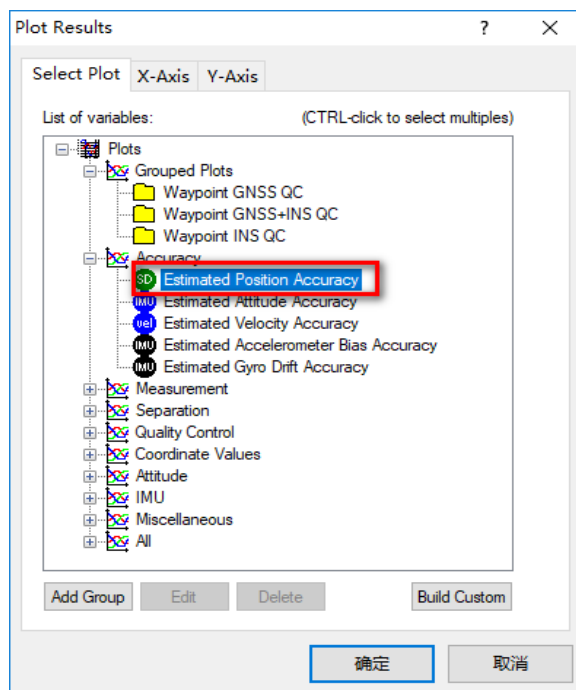 Plot Results
?
Select Plot X-Axis Y-Axis
List of variables: (CTRL-click to select multiples)
Plots
Grouped Plots
Waypoint GNSS QC
Waypoint GNSS+INS QC
Waypoint INS QC
Accuracy
SD Estimated Position Accuracy
IMU Estimated Attitude Accuracy
vel Estimated Velocity Accuracy
IMU Estimated Accelerometer Bias Accuracy
IMU Estimated Gyro Drift Accuracy
Measurement
Separation
Quality Control
Coordinate Values
Attitude
IMU
Miscellaneous
All
Add Group Edit Delete Build Custom
确定 取消